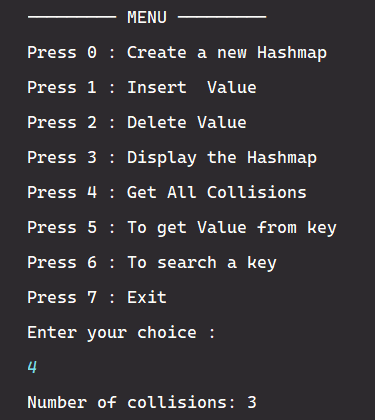 ───────── MENU ─────────
Press 0 : Create a new Hashmap
Press 1 : Insert  Value
Press 2 : Delete Value
Press 3 : Display the Hashmap
Press 4 : Get All Collisions
Press 5 : To get Value from key
Press 6 : To search a key
Press 7 : Exit
Enter your choice :
4
Number of collisions: 3